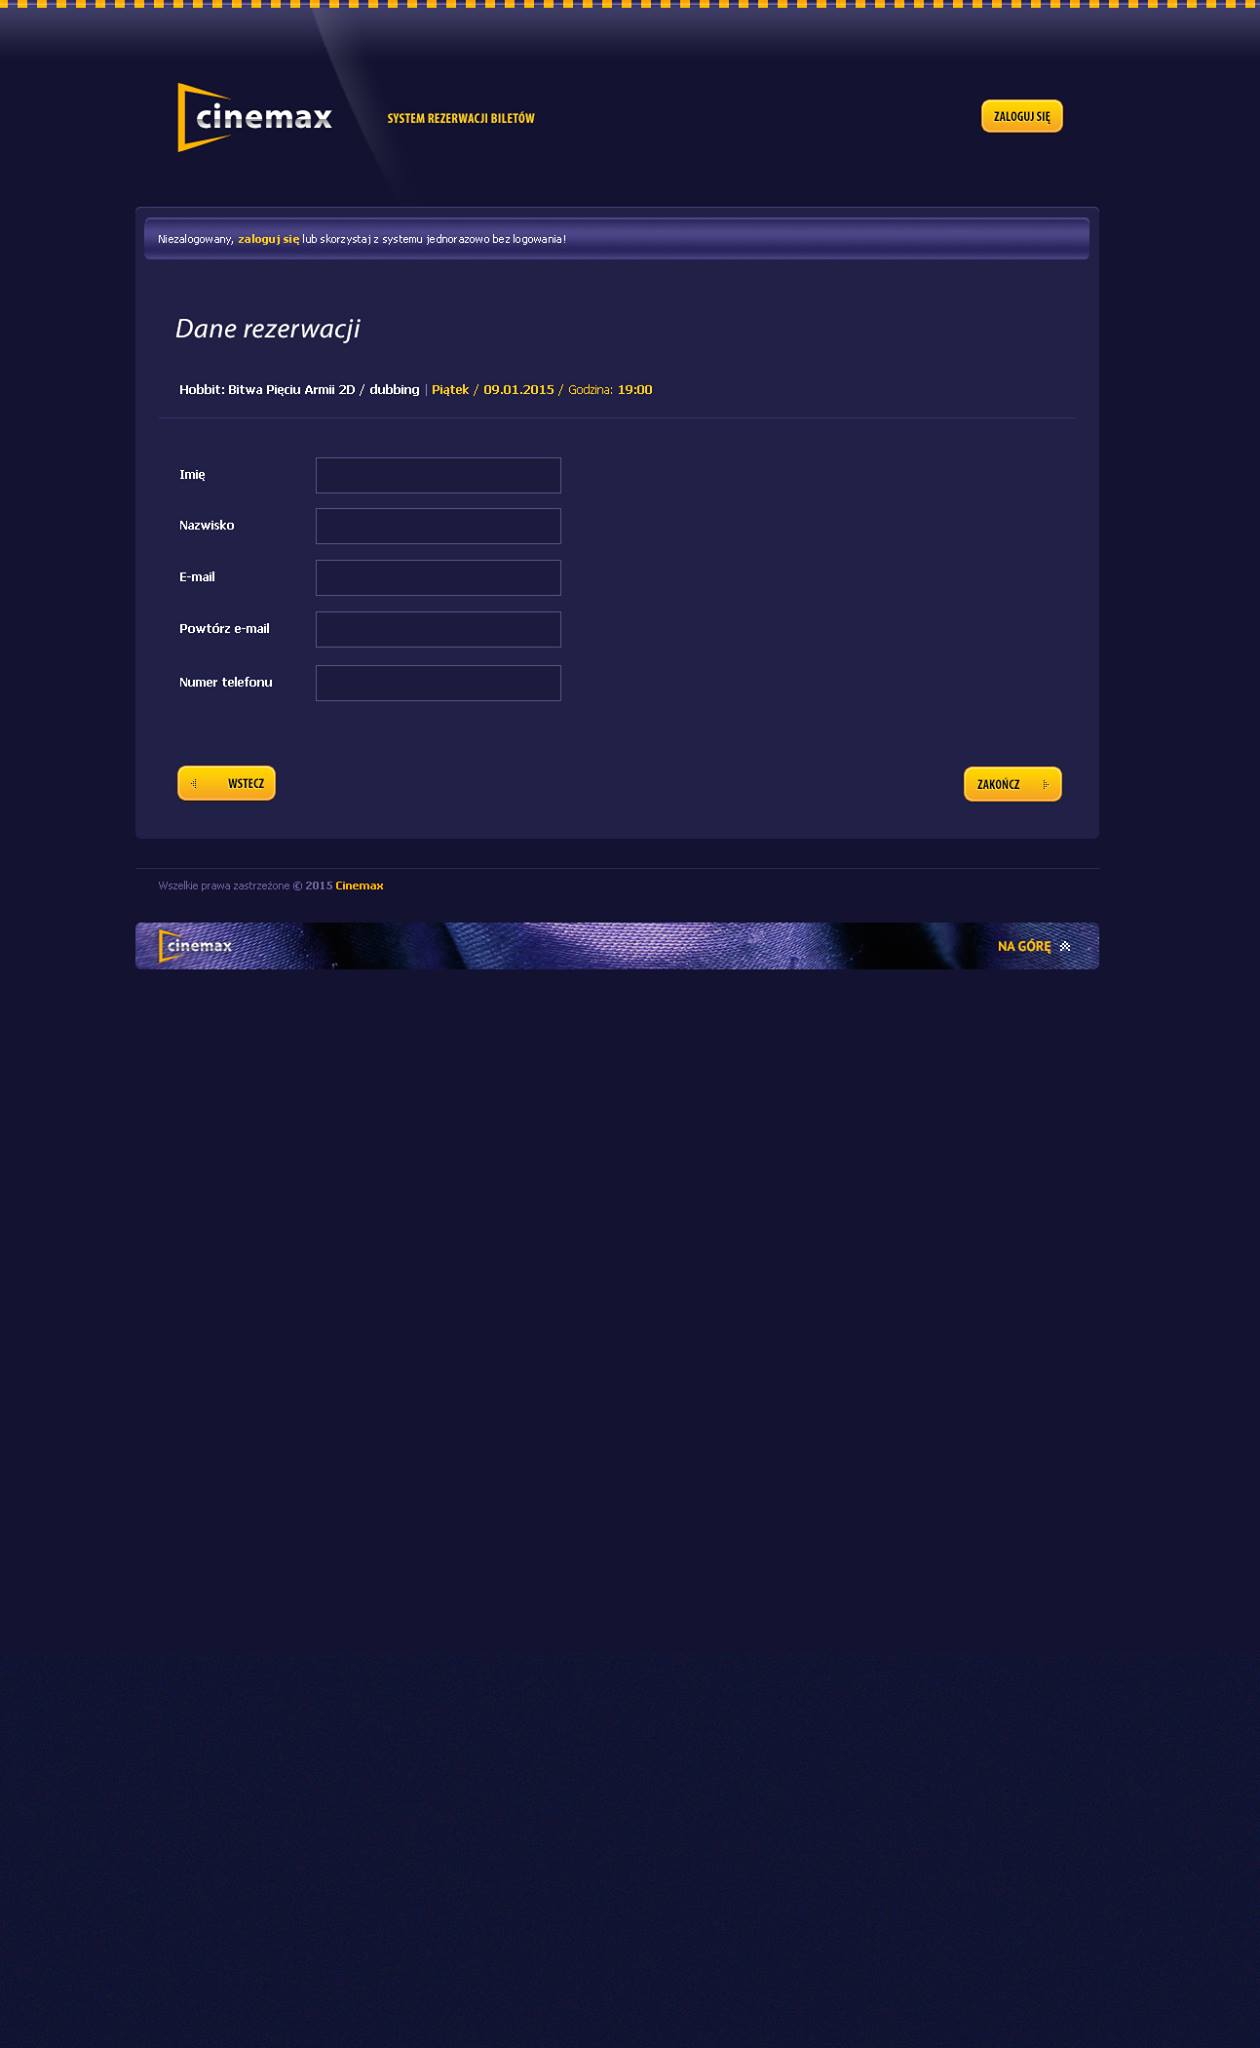 cinemax
SYSTEM REZERWACJI BILETÓW
ZALOGUJ SIĘ
Niezalogowany, zaloguj się lub skorzystaj z systemu jednorazowo bez logowania!
Dane rezerwacji
Hobbit: Bitwa Pięciu Armii 2D / dubbing | Piątek / 09.01.2015 / Godzina: 19:00
Imię
Nazwisko
E-mail
Powtórz e-mail
Numer telefonu
WSTECZ
ZAKOŃCZ
Wszelkie prawa zastrzeżone © 2015 Cinemax
cinemax
NA GÓRĘ